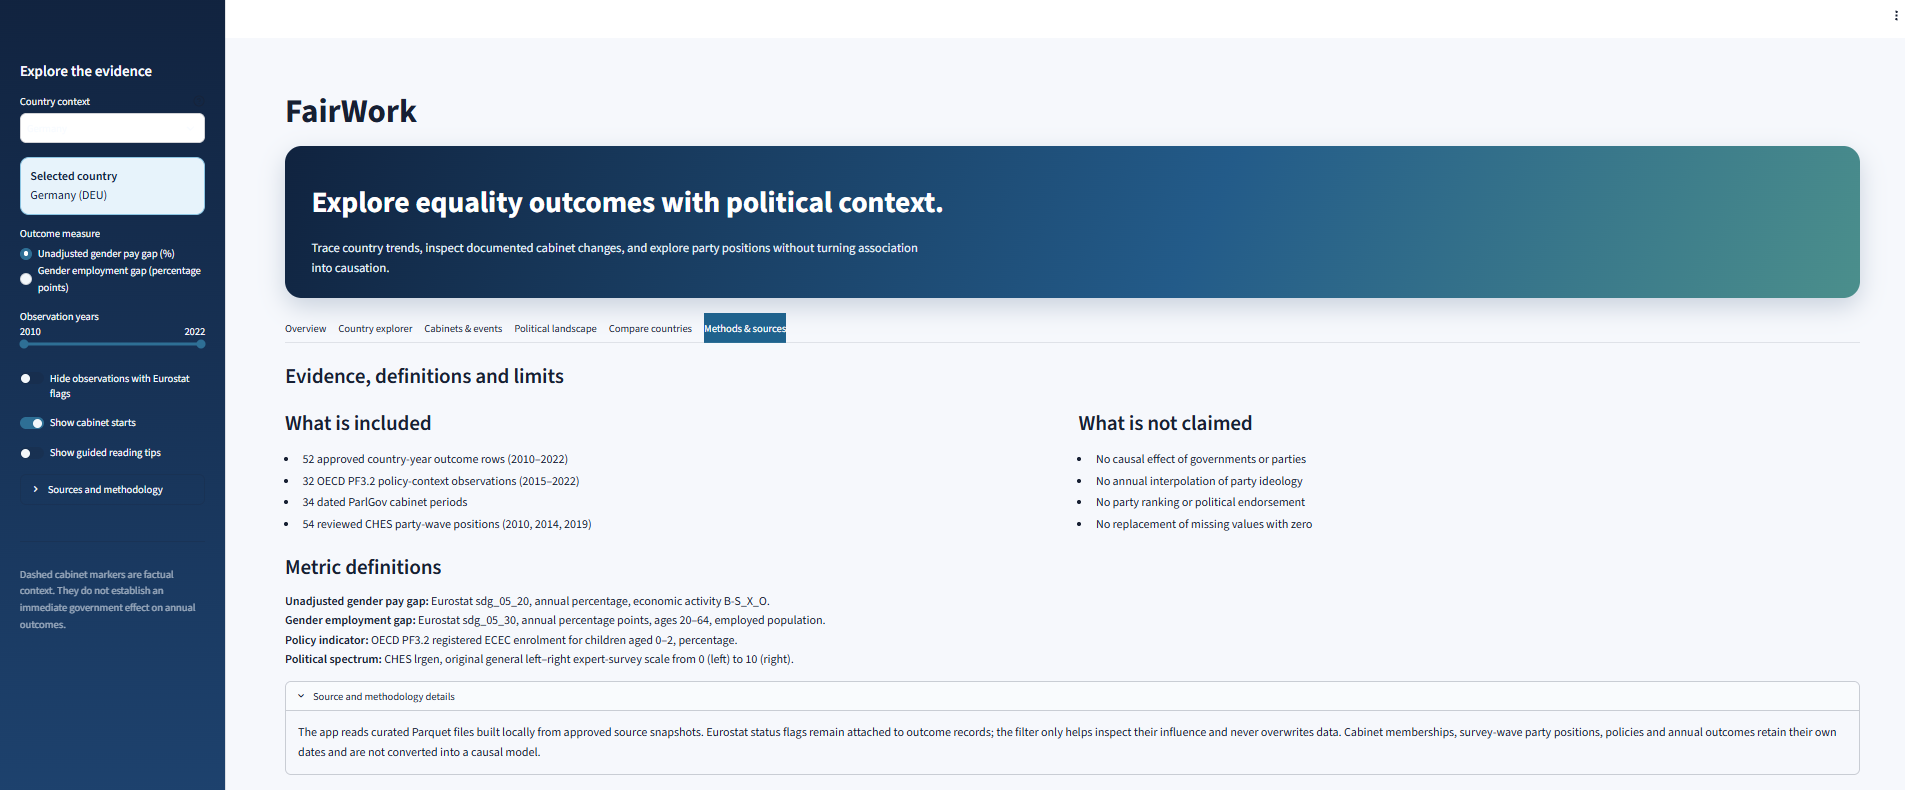 Explore the evidence
Country context
Selected country
Germany (DEU)
Outcome measure
Unadjusted gender pay gap (%)
Gender employment gap (percentage
points)
Observation years
2010 2022
Hide observations with Eurostat
flags
Show cabinet starts
Show guided reading tips
Sources and methodology
Dashed cabinet markers are factual
context. They do not establish an
immediate government effect on annual
outcomes.
FairWork
Explore equality outcomes with political context.
Trace country trends, inspect documented cabinet changes, and explore party positions without turning association
into causation.
Overview Country explorer Cabinets & events Political landscape Compare countries Methods & sources
Evidence, definitions and limits
What is included
52 approved country-year outcome rows (2010–2022)
32 OECD PF3.2 policy-context observations (2015–2022)
34 dated ParlGov cabinet periods
54 reviewed CHES party-wave positions (2010, 2014, 2019)
What is not claimed
No causal effect of governments or parties
No annual interpolation of party ideology
No party ranking or political endorsement
No replacement of missing values with zero
Metric definitions
Unadjusted gender pay gap: Eurostat sdg_05_20, annual percentage, economic activity B-S_X_O.
Gender employment gap: Eurostat sdg_05_30, annual percentage points, ages 20–64, employed population.
Policy indicator: OECD PF3.2 registered ECEC enrolment for children aged 0–2, percentage.
Political spectrum: CHES lrgen, original general left–right expert-survey scale from 0 (left) to 10 (right).
Source and methodology details
The app reads curated Parquet files built locally from approved source snapshots. Eurostat status flags remain attached to outcome records; the filter only helps inspect their influence and never overwrites data. Cabinet memberships, survey-wave party positions, policies and annual outcomes retain their own
dates and are not converted into a causal model.